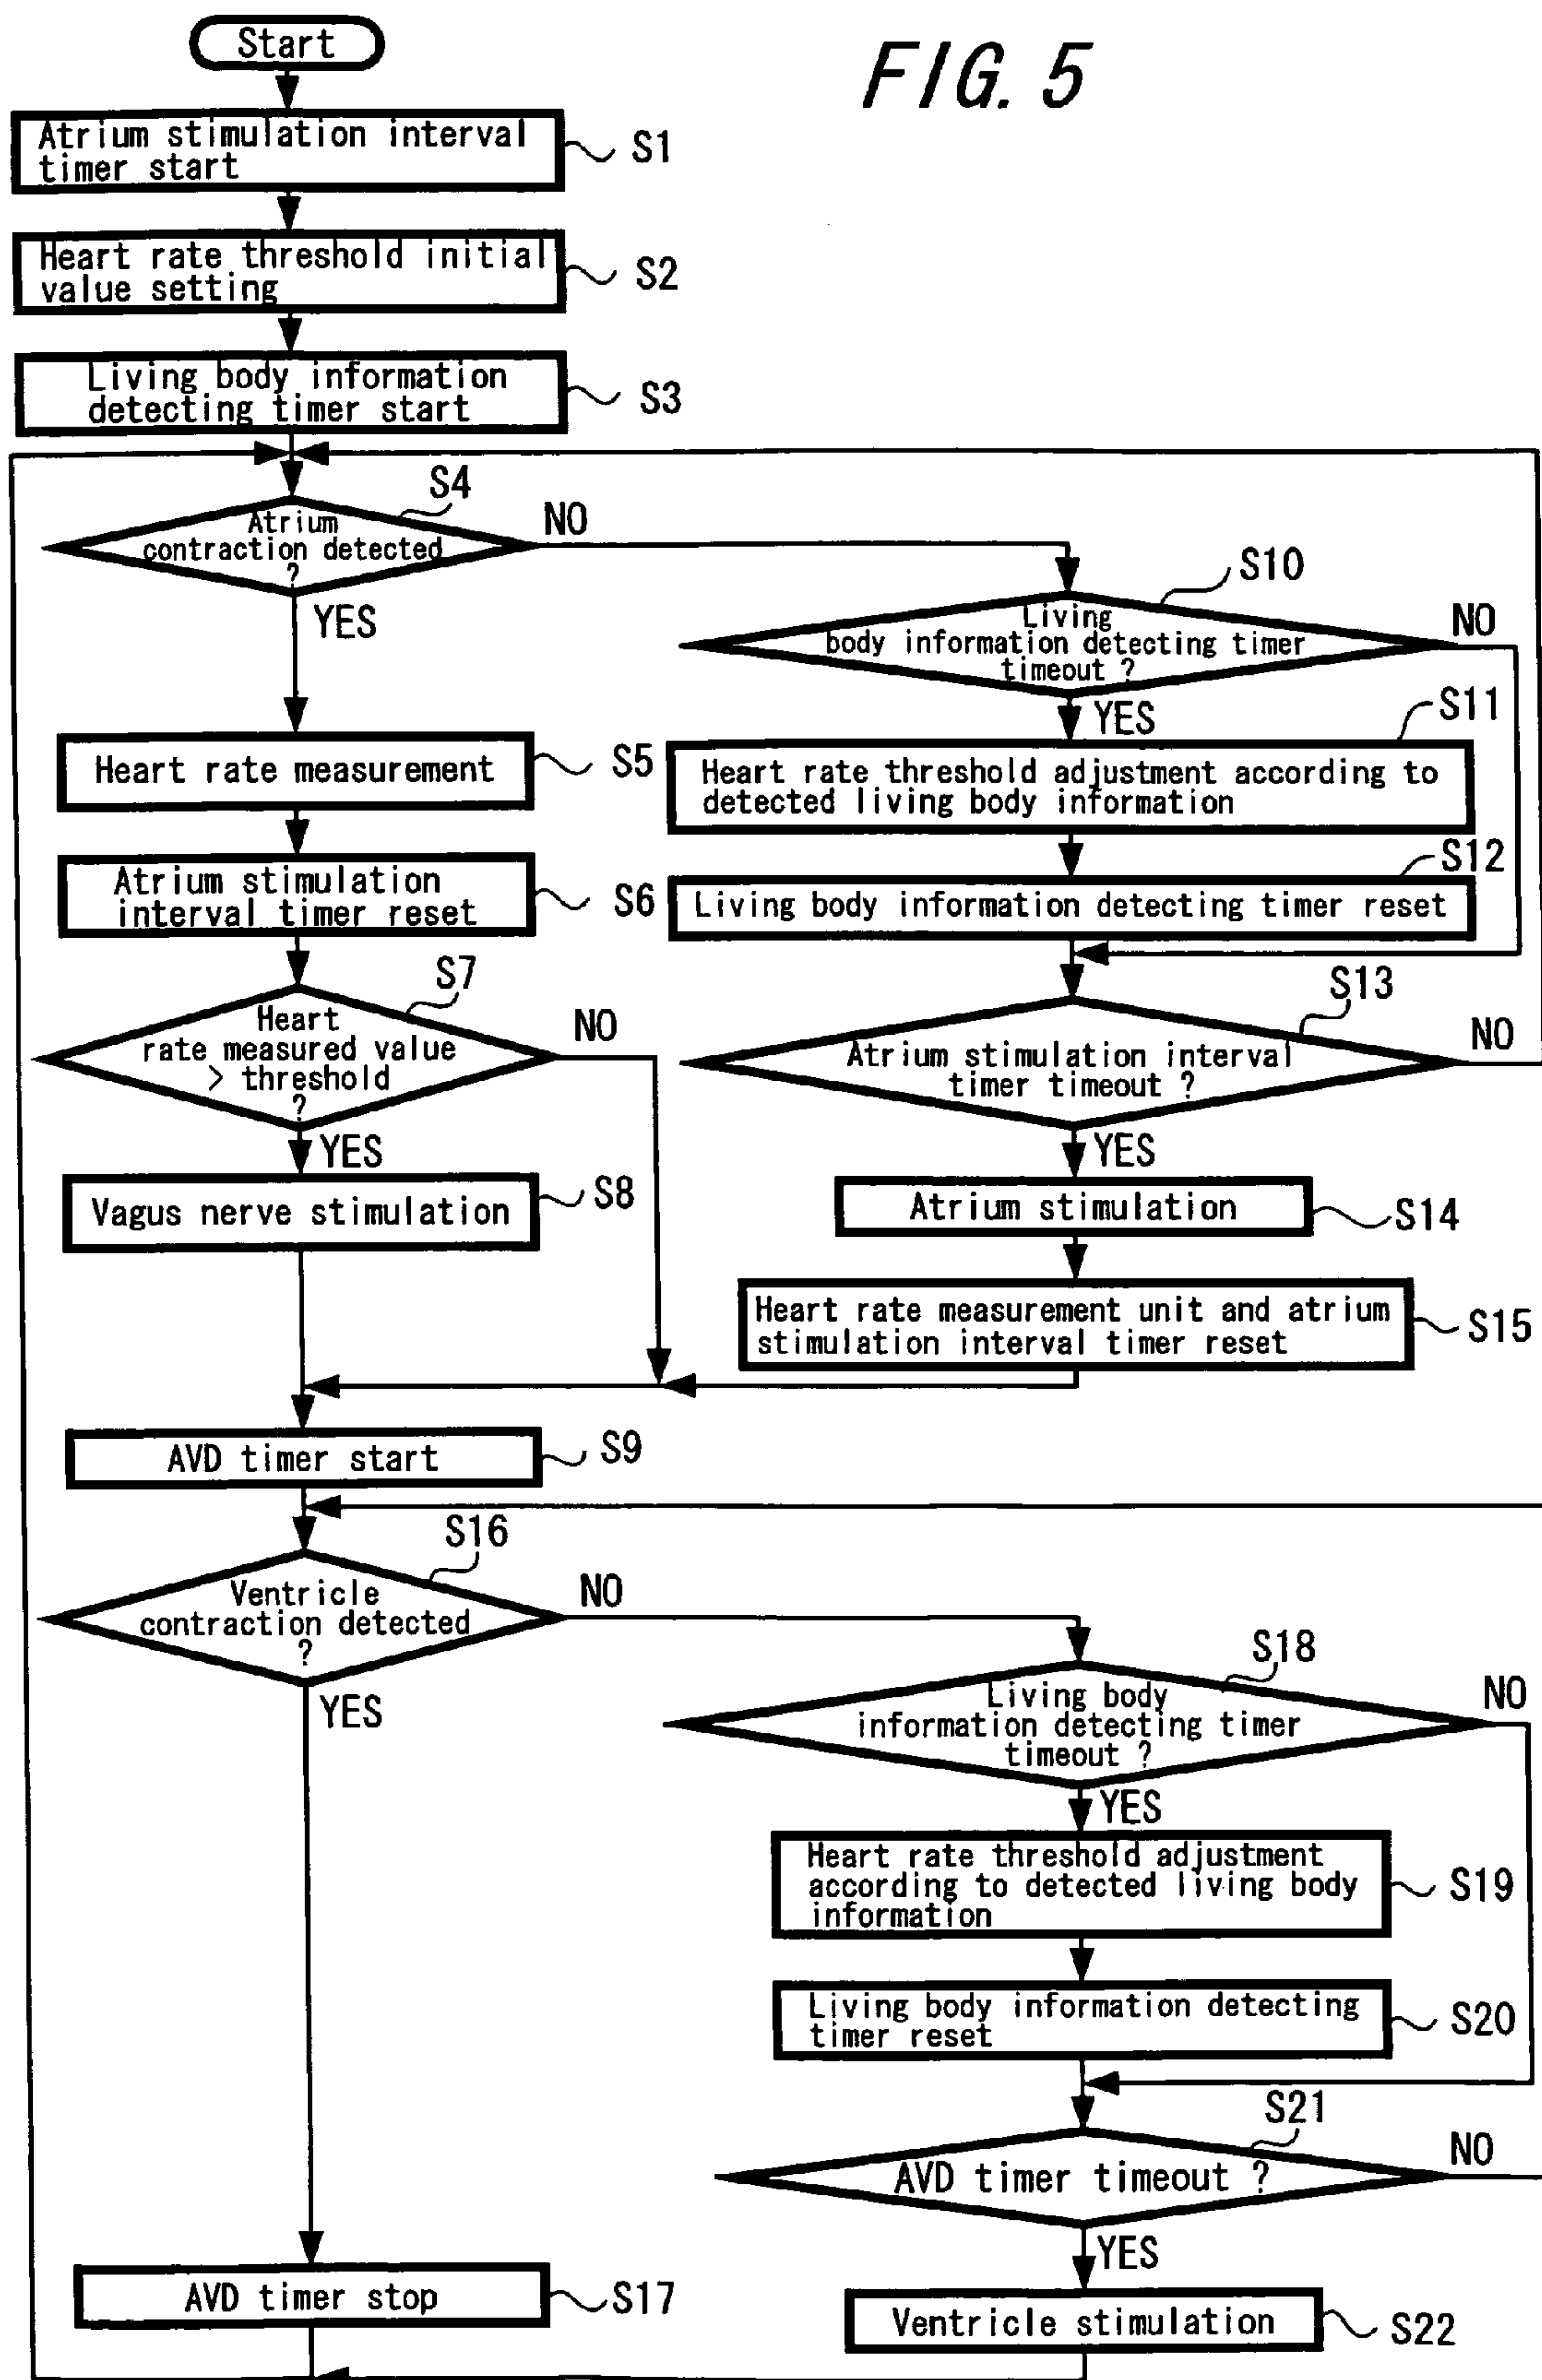 FIG. 5
Start
Atrium stimulation interval
timer start
S1
Heart rate threshold initial
value setting
S2
Living body information
detecting timer start
S3
S4
Atrium
contraction detected
?
NO
YES
S10
Living
body information detecting timer
timeout ?
NO
YES
S11
Heart rate measurement
S5
Heart rate threshold adjustment according to
detected living body information
S12
Atrium stimulation
interval timer reset
S6
Living body information detecting timer reset
S7
Heart
rate measured value
> threshold
?
NO
YES
S13
Atrium stimulation interval
timer timeout ?
NO
YES
Vagus nerve stimulation
S8
Atrium stimulation
S14
Heart rate measurement unit and atrium
stimulation interval timer reset
S15
AVD timer start
S9
S16
Ventricle
contraction detected
?
NO
YES
S18
Living body
information detecting timer
timeout ?
NO
YES
Heart rate threshold adjustment
according to detected living body
information
S19
Living body information detecting
timer reset
S20
S21
AVD timer timeout ?
NO
YES
AVD timer stop
S17
Ventricle stimulation
S22